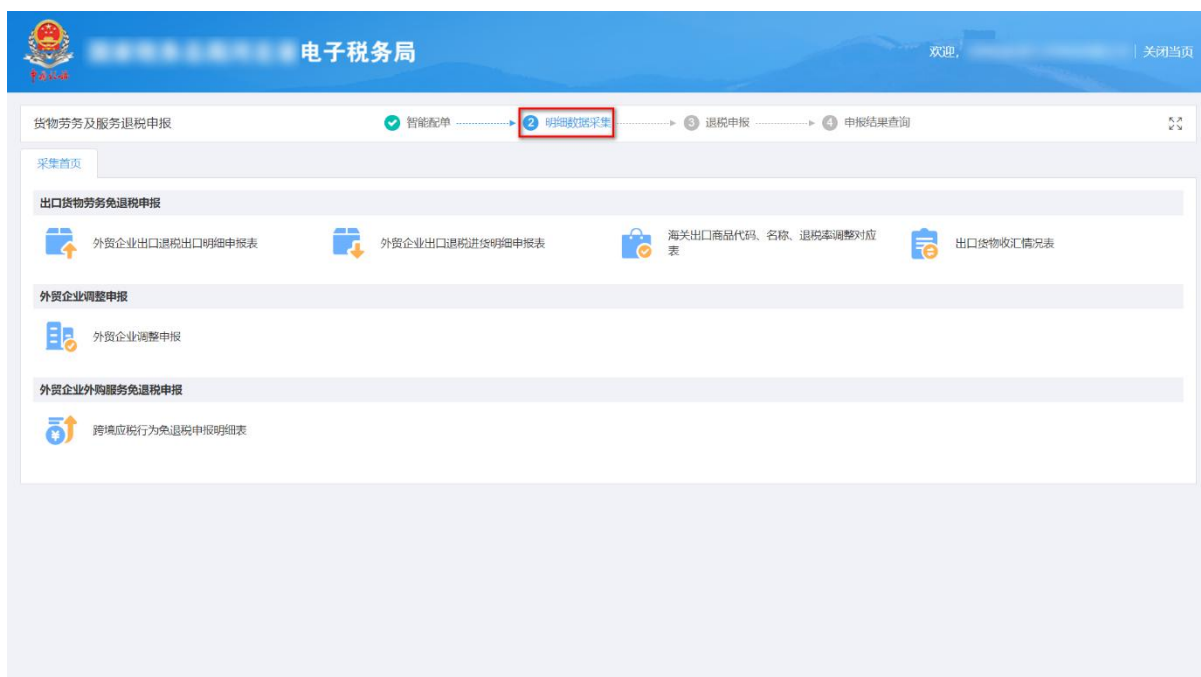 电子税务局
欢迎,
关闭当页
中国税务
货物劳务及服务退税申报
智能配单
2 明细数据采集
3 退税申报
4 申报结果查询
采集首页
出口货物劳务免退税申报
外贸企业出口退税出口明细申报表
外贸企业出口退税进货明细申报表
海关出口商品代码、名称、退税率调整对应
表
出口货物收汇情况表
外贸企业调整申报
外贸企业调整申报
外贸企业外购服务免退税申报
跨境应税行为免退税申报明细表